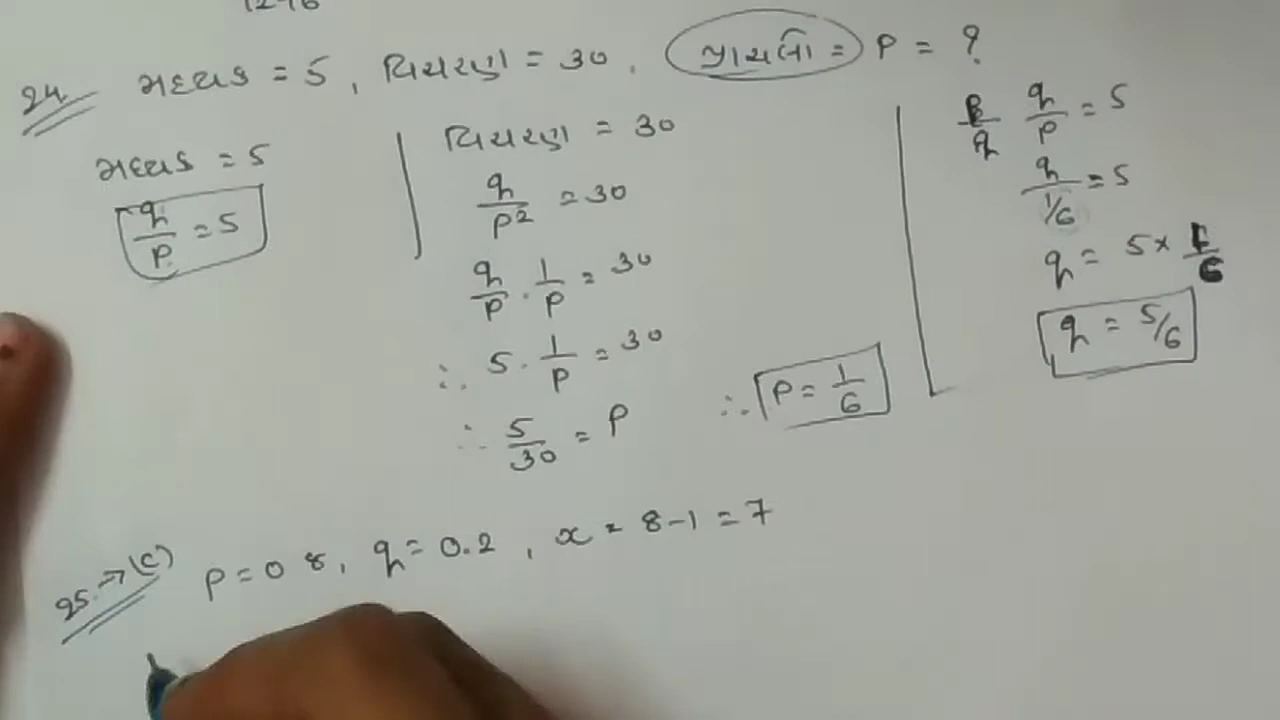 24. મધ્યક = 5, વિચરણ = 30, પ્રાચલો = P = ?
મધ્યક = 5
q/P = 5
વિચરણ = 30
q/P² = 30
q/P · 1/P = 30
∴ 5 · 1/P = 30
∴ 5/30 = P
∴ P = 1/6
q/P = 5
q/(1/6) = 5
q = 5 × 1/6
q = 5/6
25. → (C) P = 0.8, q = 0.2, x = 8-1 = 7